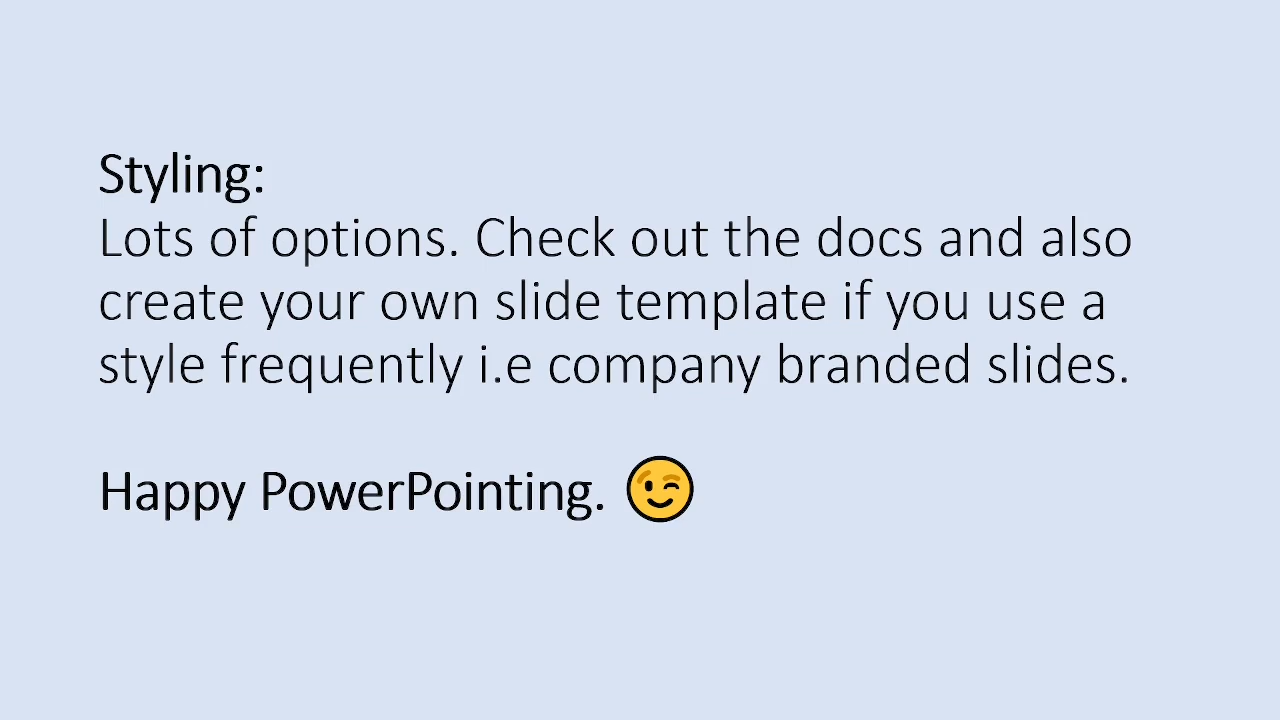 Styling:
Lots of options. Check out the docs and also
create your own slide template if you use a
style frequently i.e company branded slides.
Happy PowerPointing. 😉